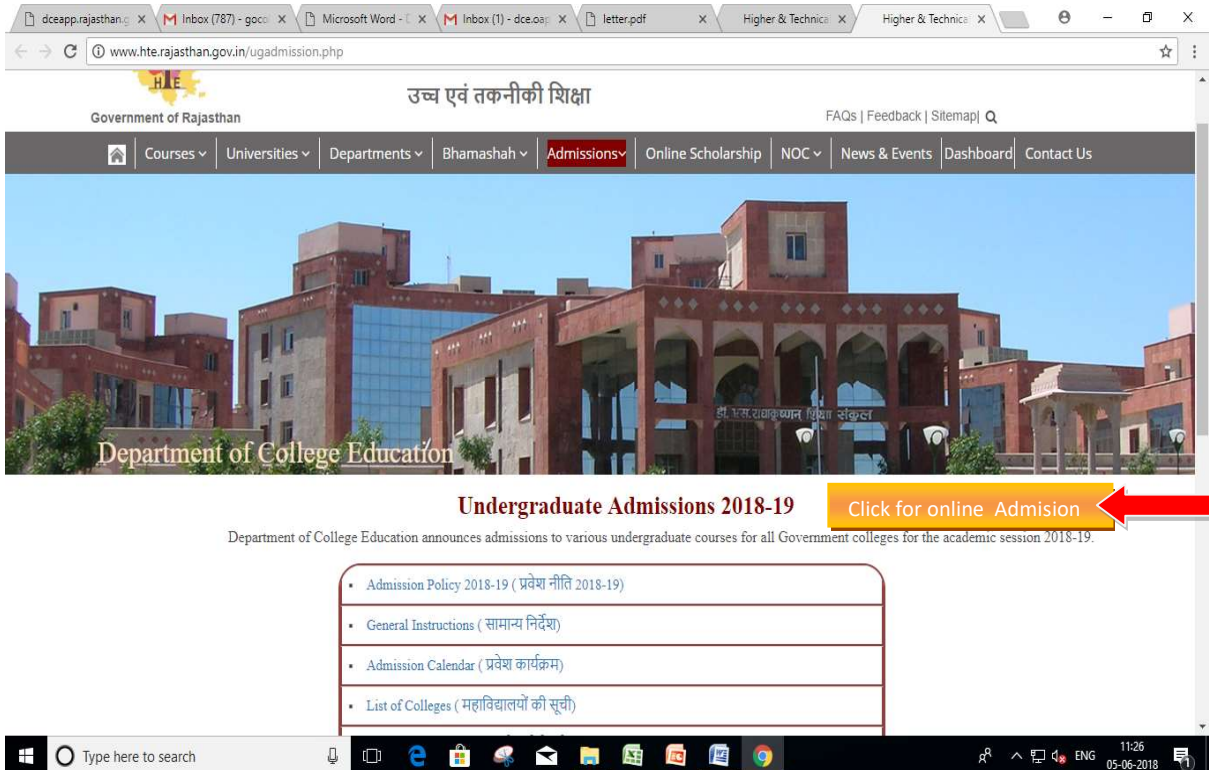 dceapp.rajasthan.g
Inbox (787) - goco
Microsoft Word - D
Inbox (1) - dce.oap
letter.pdf
Higher & Technica
Higher & Technica
www.hte.rajasthan.gov.in/ugadmission.php
HTE
Government of Rajasthan
उच्च एवं तकनीकी शिक्षा
FAQs | Feedback | Sitemap|
Courses Universities Departments Bhamashah Admissions Online Scholarship NOC News & Events Dashboard Contact Us
डॉ. एस.राधाकृष्णन शिक्षा संकुल
Department of College Education
Undergraduate Admissions 2018-19
Click for online Admision
Department of College Education announces admissions to various undergraduate courses for all Government colleges for the academic session 2018-19.
Admission Policy 2018-19 ( प्रवेश नीति 2018-19)
General Instructions ( सामान्य निर्देश)
Admission Calendar ( प्रवेश कार्यक्रम)
List of Colleges ( महाविद्यालयों की सूची)
Type here to search
ENG
11:26
05-06-2018